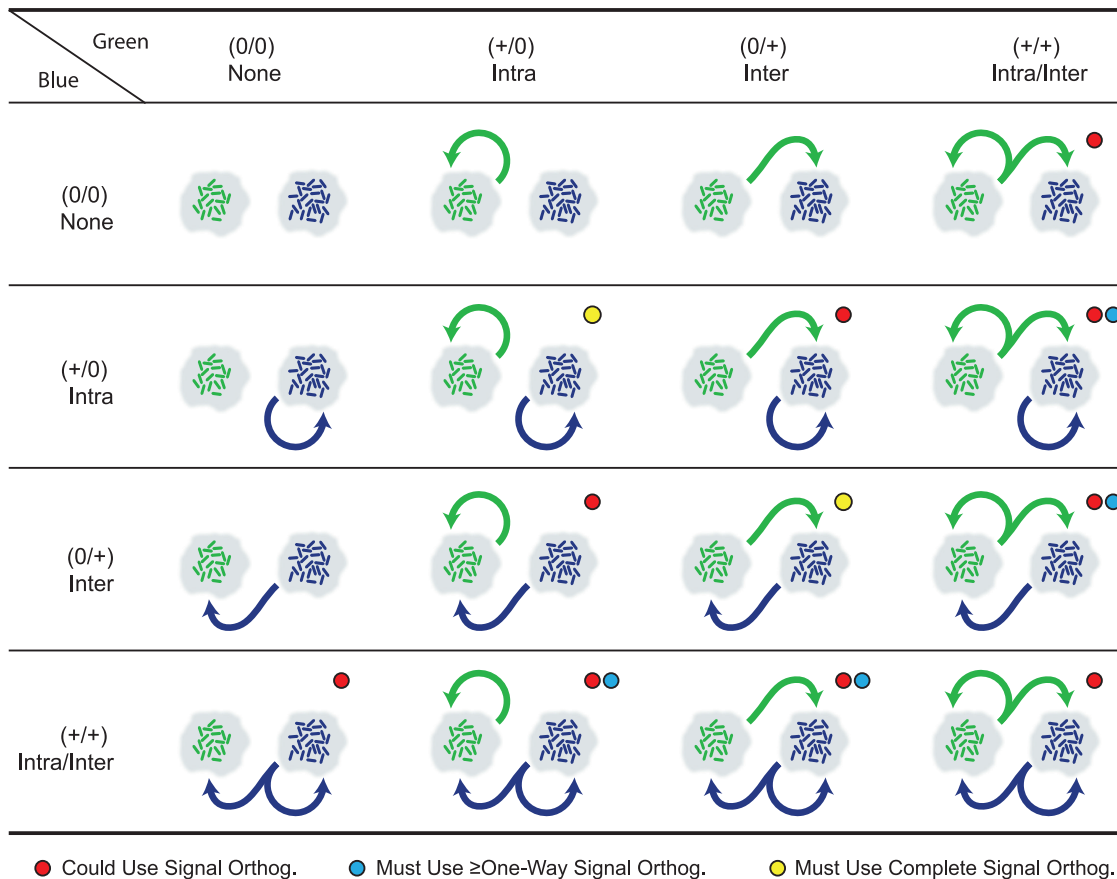 Green
Blue
(0/0)
None
(+/0)
Intra
(0/+)
Inter
(+/+)
Intra/Inter
(0/0)
None
(+/0)
Intra
(0/+)
Inter
(+/+)
Intra/Inter
Could Use Signal Orthog.
Must Use ≥One-Way Signal Orthog.
Must Use Complete Signal Orthog.